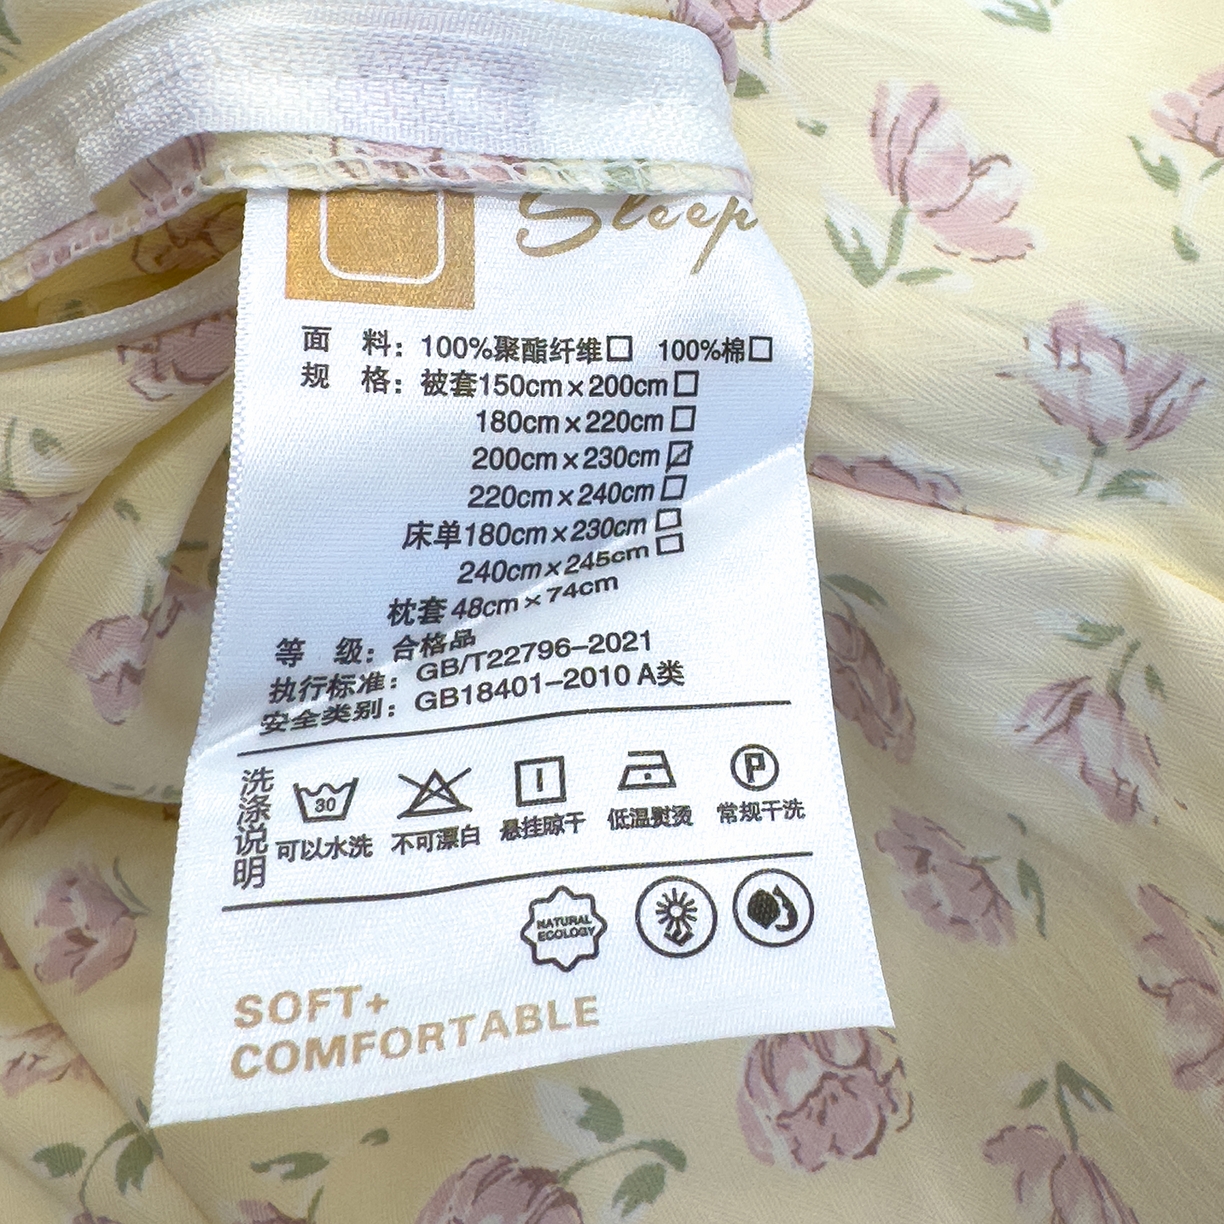 Sleep
面 料：100%聚酯纤维□ 100%棉□
规 格：被套150cm×200cm□
180cm×220cm□
200cm×230cm☑
220cm×240cm□
床单180cm×230cm□
240cm×245cm□
枕套48cm×74cm
等 级：合格品
执行标准：GB/T22796-2021
安全类别：GB18401-2010 A类
洗涤说明
30
P
可以水洗 不可漂白 悬挂晾干 低温熨烫 常规干洗
NATURAL
ECOLOGY
SOFT+
COMFORTABLE